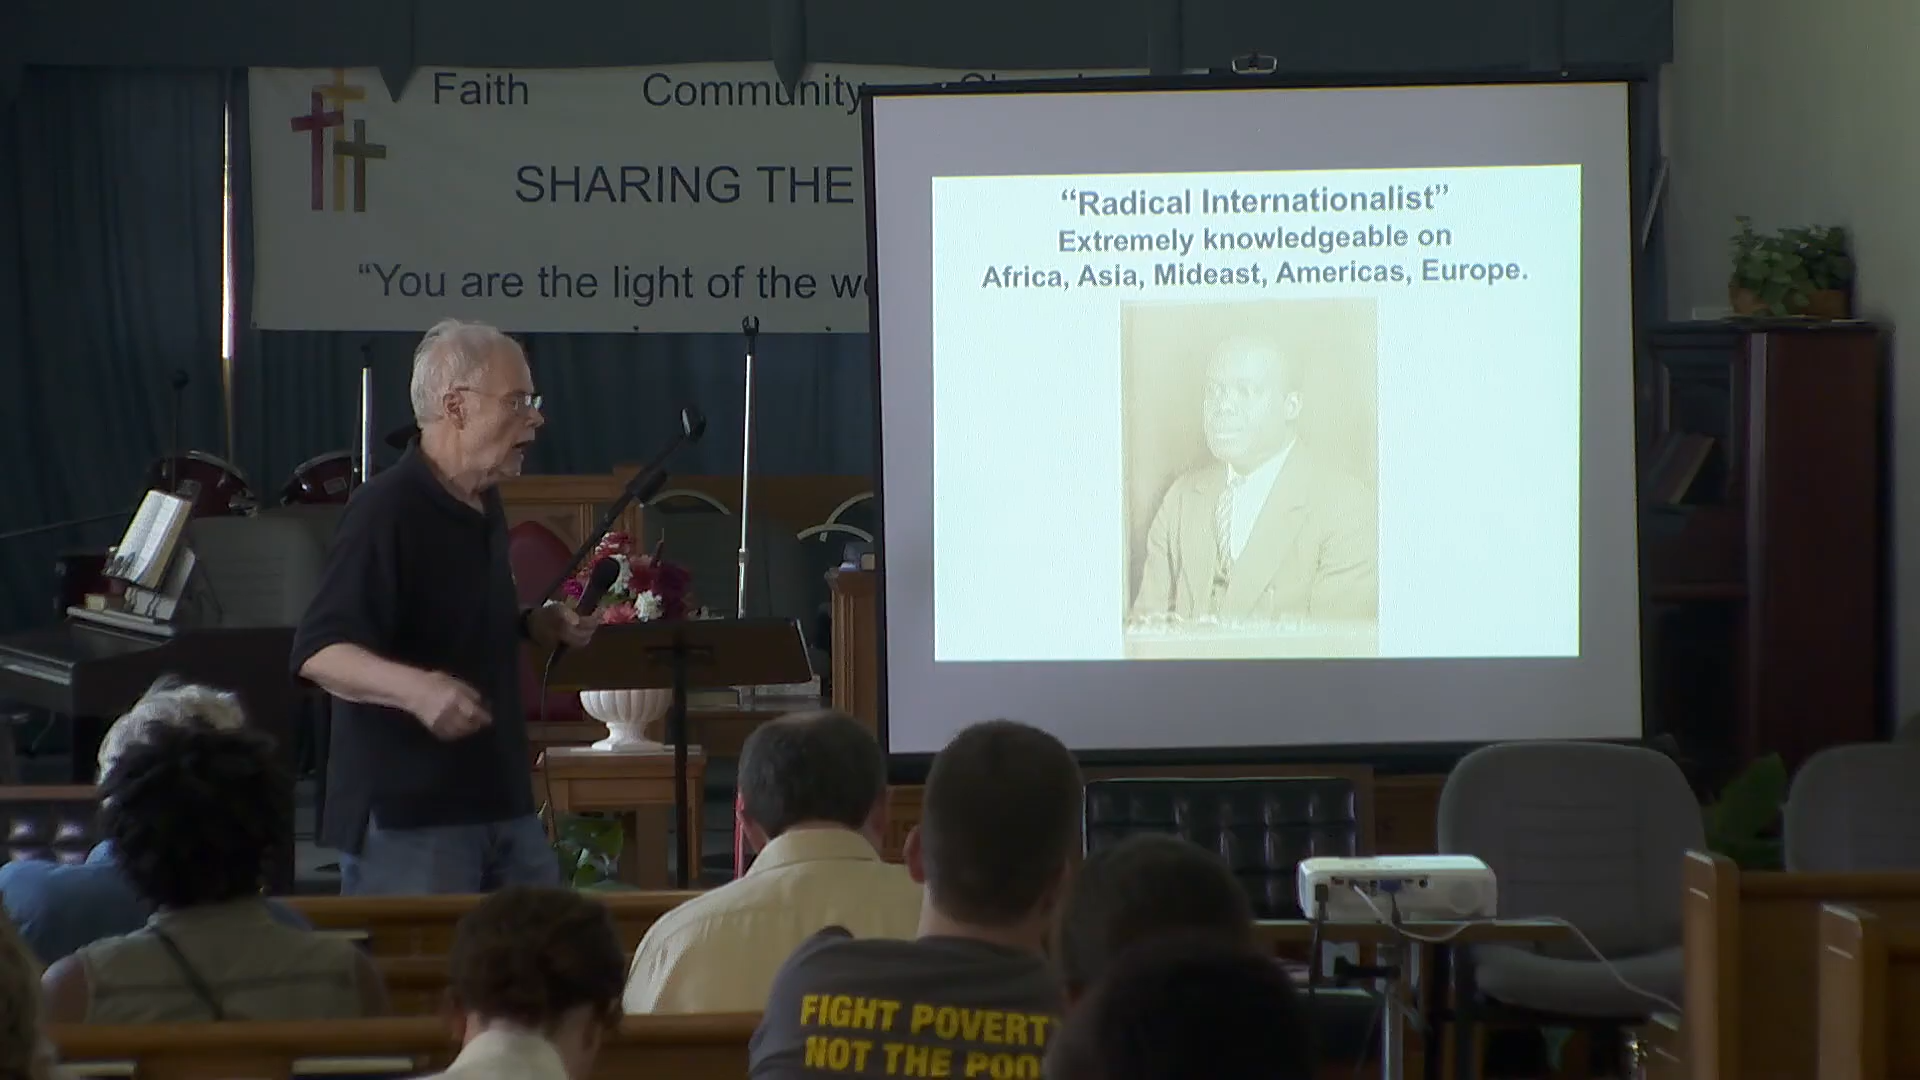 Faith Community
SHARING THE
“You are the light of the
“Radical Internationalist”
Extremely knowledgeable on
Africa, Asia, Mideast, Americas, Europe.
FIGHT POVERTY
NOT THE POO